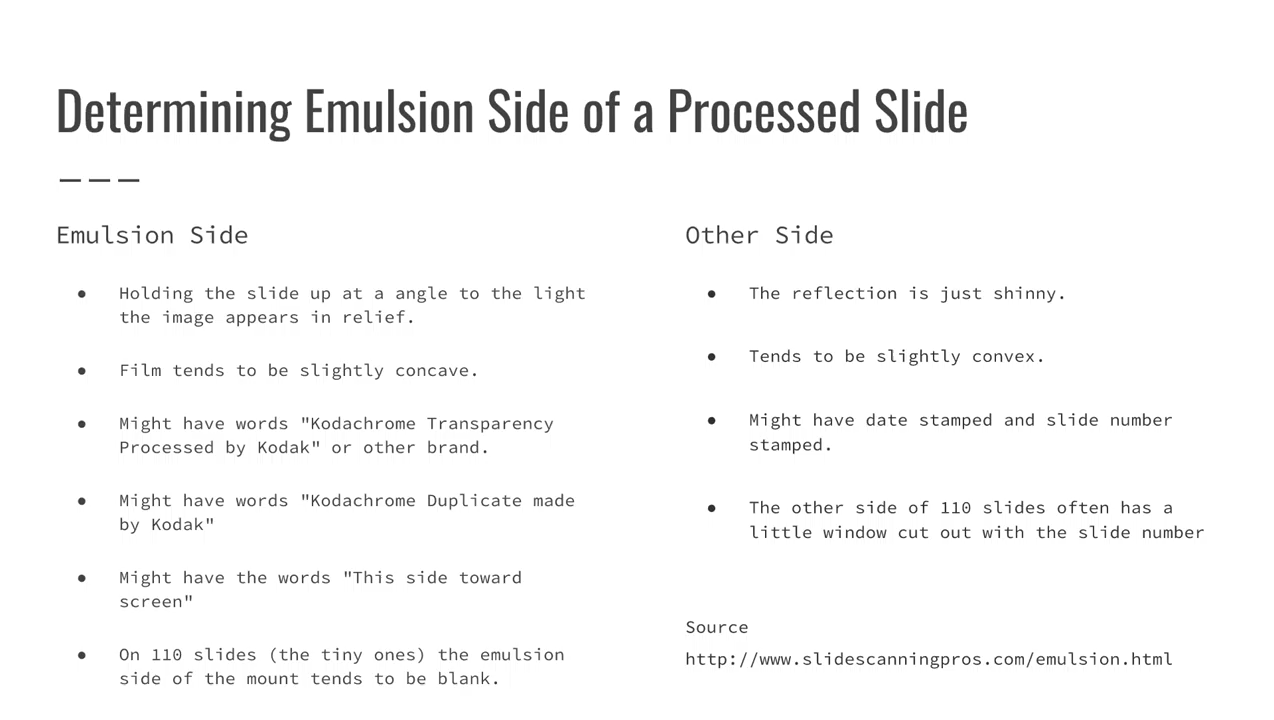 Determining Emulsion Side of a Processed Slide
Emulsion Side
● Holding the slide up at a angle to the light
the image appears in relief.
● Film tends to be slightly concave.
● Might have words "Kodachrome Transparency
Processed by Kodak" or other brand.
● Might have words "Kodachrome Duplicate made
by Kodak"
● Might have the words "This side toward
screen"
● On 110 slides (the tiny ones) the emulsion
side of the mount tends to be blank.
Other Side
● The reflection is just shinny.
● Tends to be slightly convex.
● Might have date stamped and slide number
stamped.
● The other side of 110 slides often has a
little window cut out with the slide number
Source
http://www.slidescanningpros.com/emulsion.html